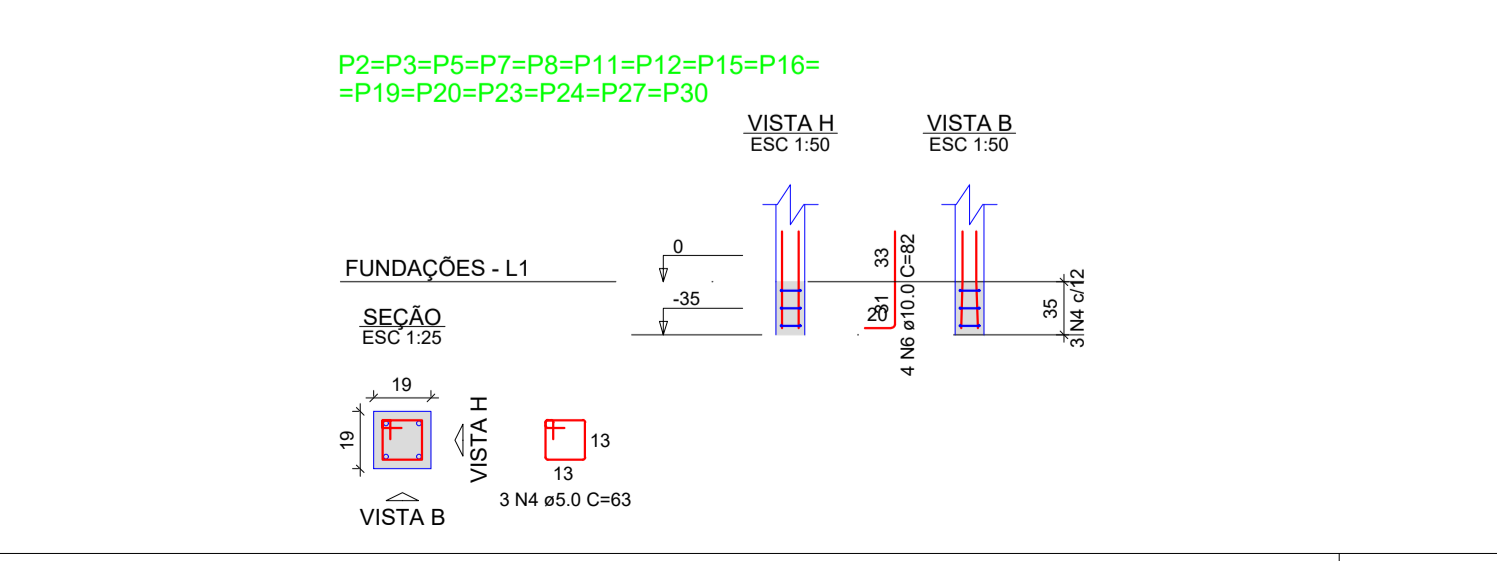 P2=P3=P5=P7=P8=P11=P12=P15=P16=
=P19=P20=P23=P24=P27=P30
VISTA H
ESC 1:50
VISTA B
ESC 1:50
0
FUNDAÇÕES - L1
-35
33
31
20
4 N6 ø10.0 C=82
35
3 N4 c/12
SEÇÃO
ESC 1:25
19
19
VISTA H
VISTA B
13
13
3 N4 ø5.0 C=63